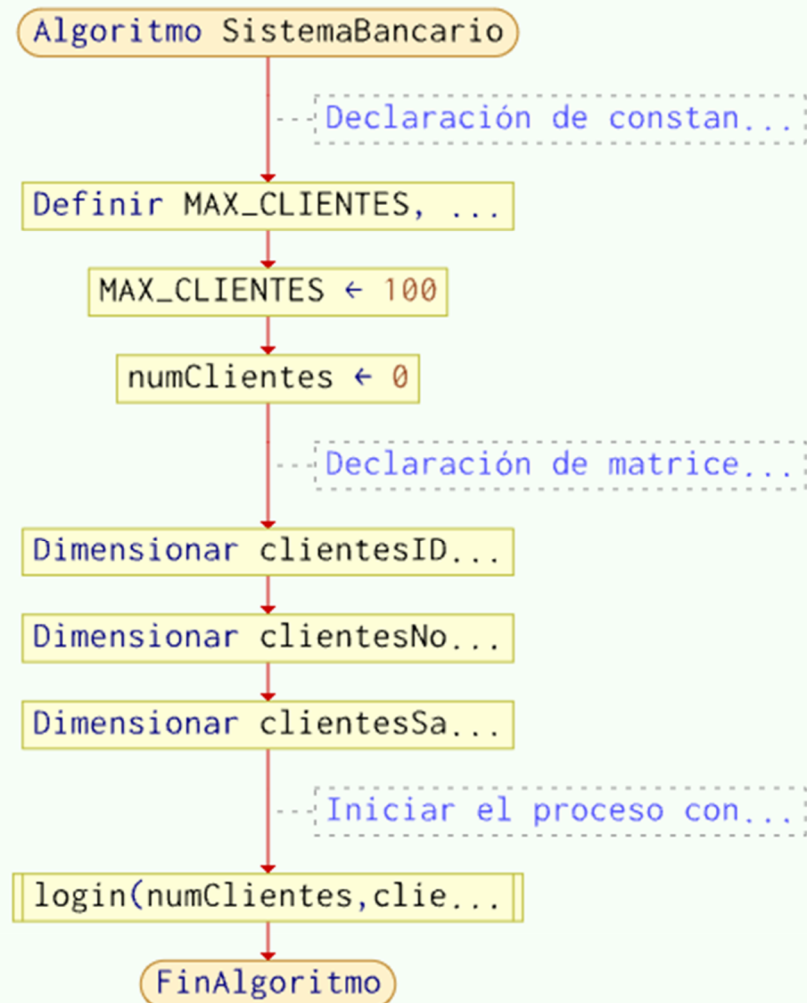 Algoritmo SistemaBancario
Declaración de constan...
Definir MAX_CLIENTES, ...
MAX_CLIENTES ← 100
numClientes ← 0
Declaración de matrice...
Dimensionar clientesID...
Dimensionar clientesNo...
Dimensionar clientesSa...
Iniciar el proceso con...
login(numClientes,clie...
FinAlgoritmo